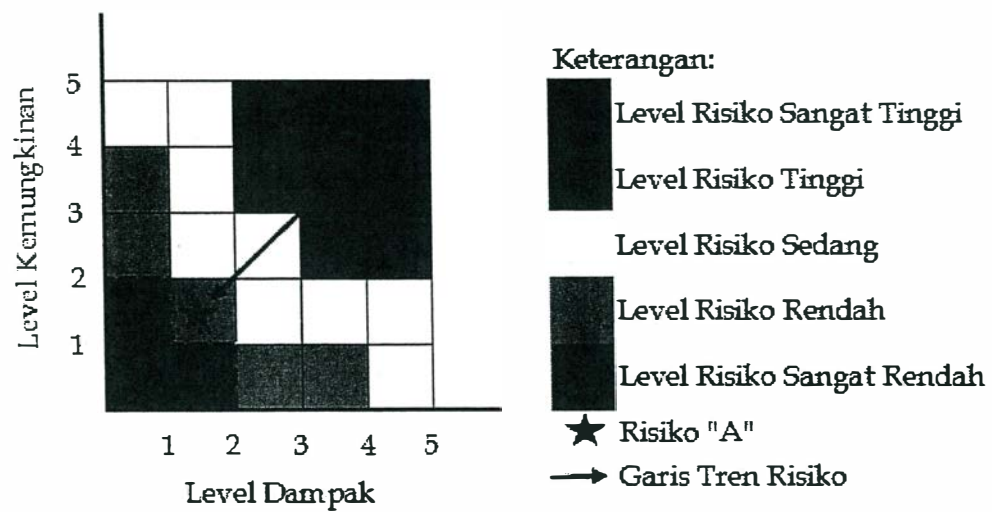 Level Kemungkinan
5
4
3
2
1
1 2 3 4 5
Level Dampak
Keterangan:
Level Risiko Sangat Tinggi
Level Risiko Tinggi
Level Risiko Sedang
Level Risiko Rendah
Level Risiko Sangat Rendah
Risiko "A"
Garis Tren Risiko